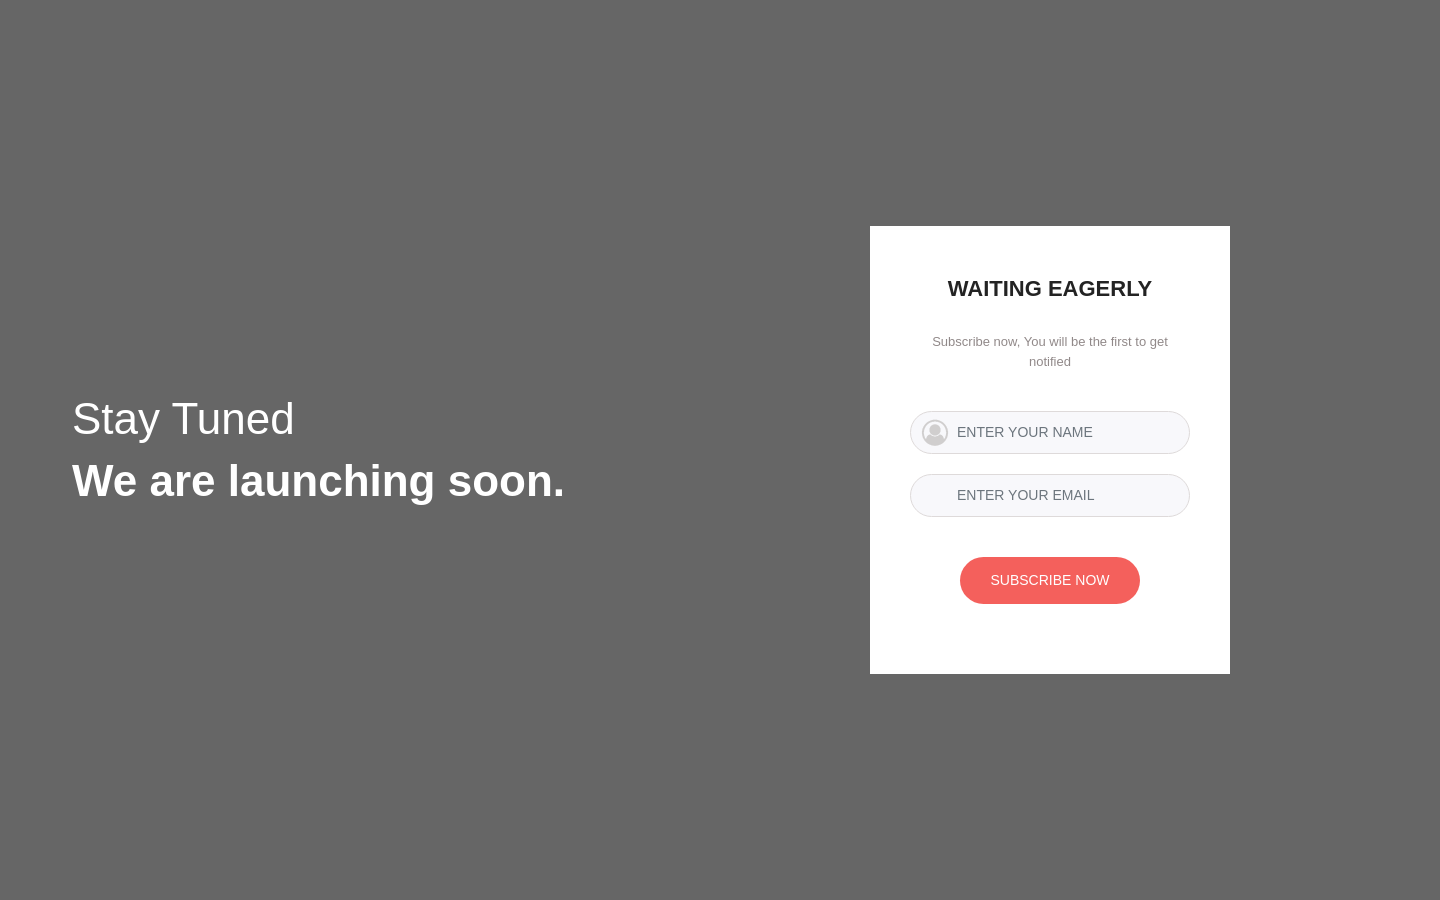 Stay Tuned
We are launching soon.
WAITING EAGERLY
Subscribe now, You will be the first to get
notified
ENTER YOUR NAME
ENTER YOUR EMAIL
SUBSCRIBE NOW